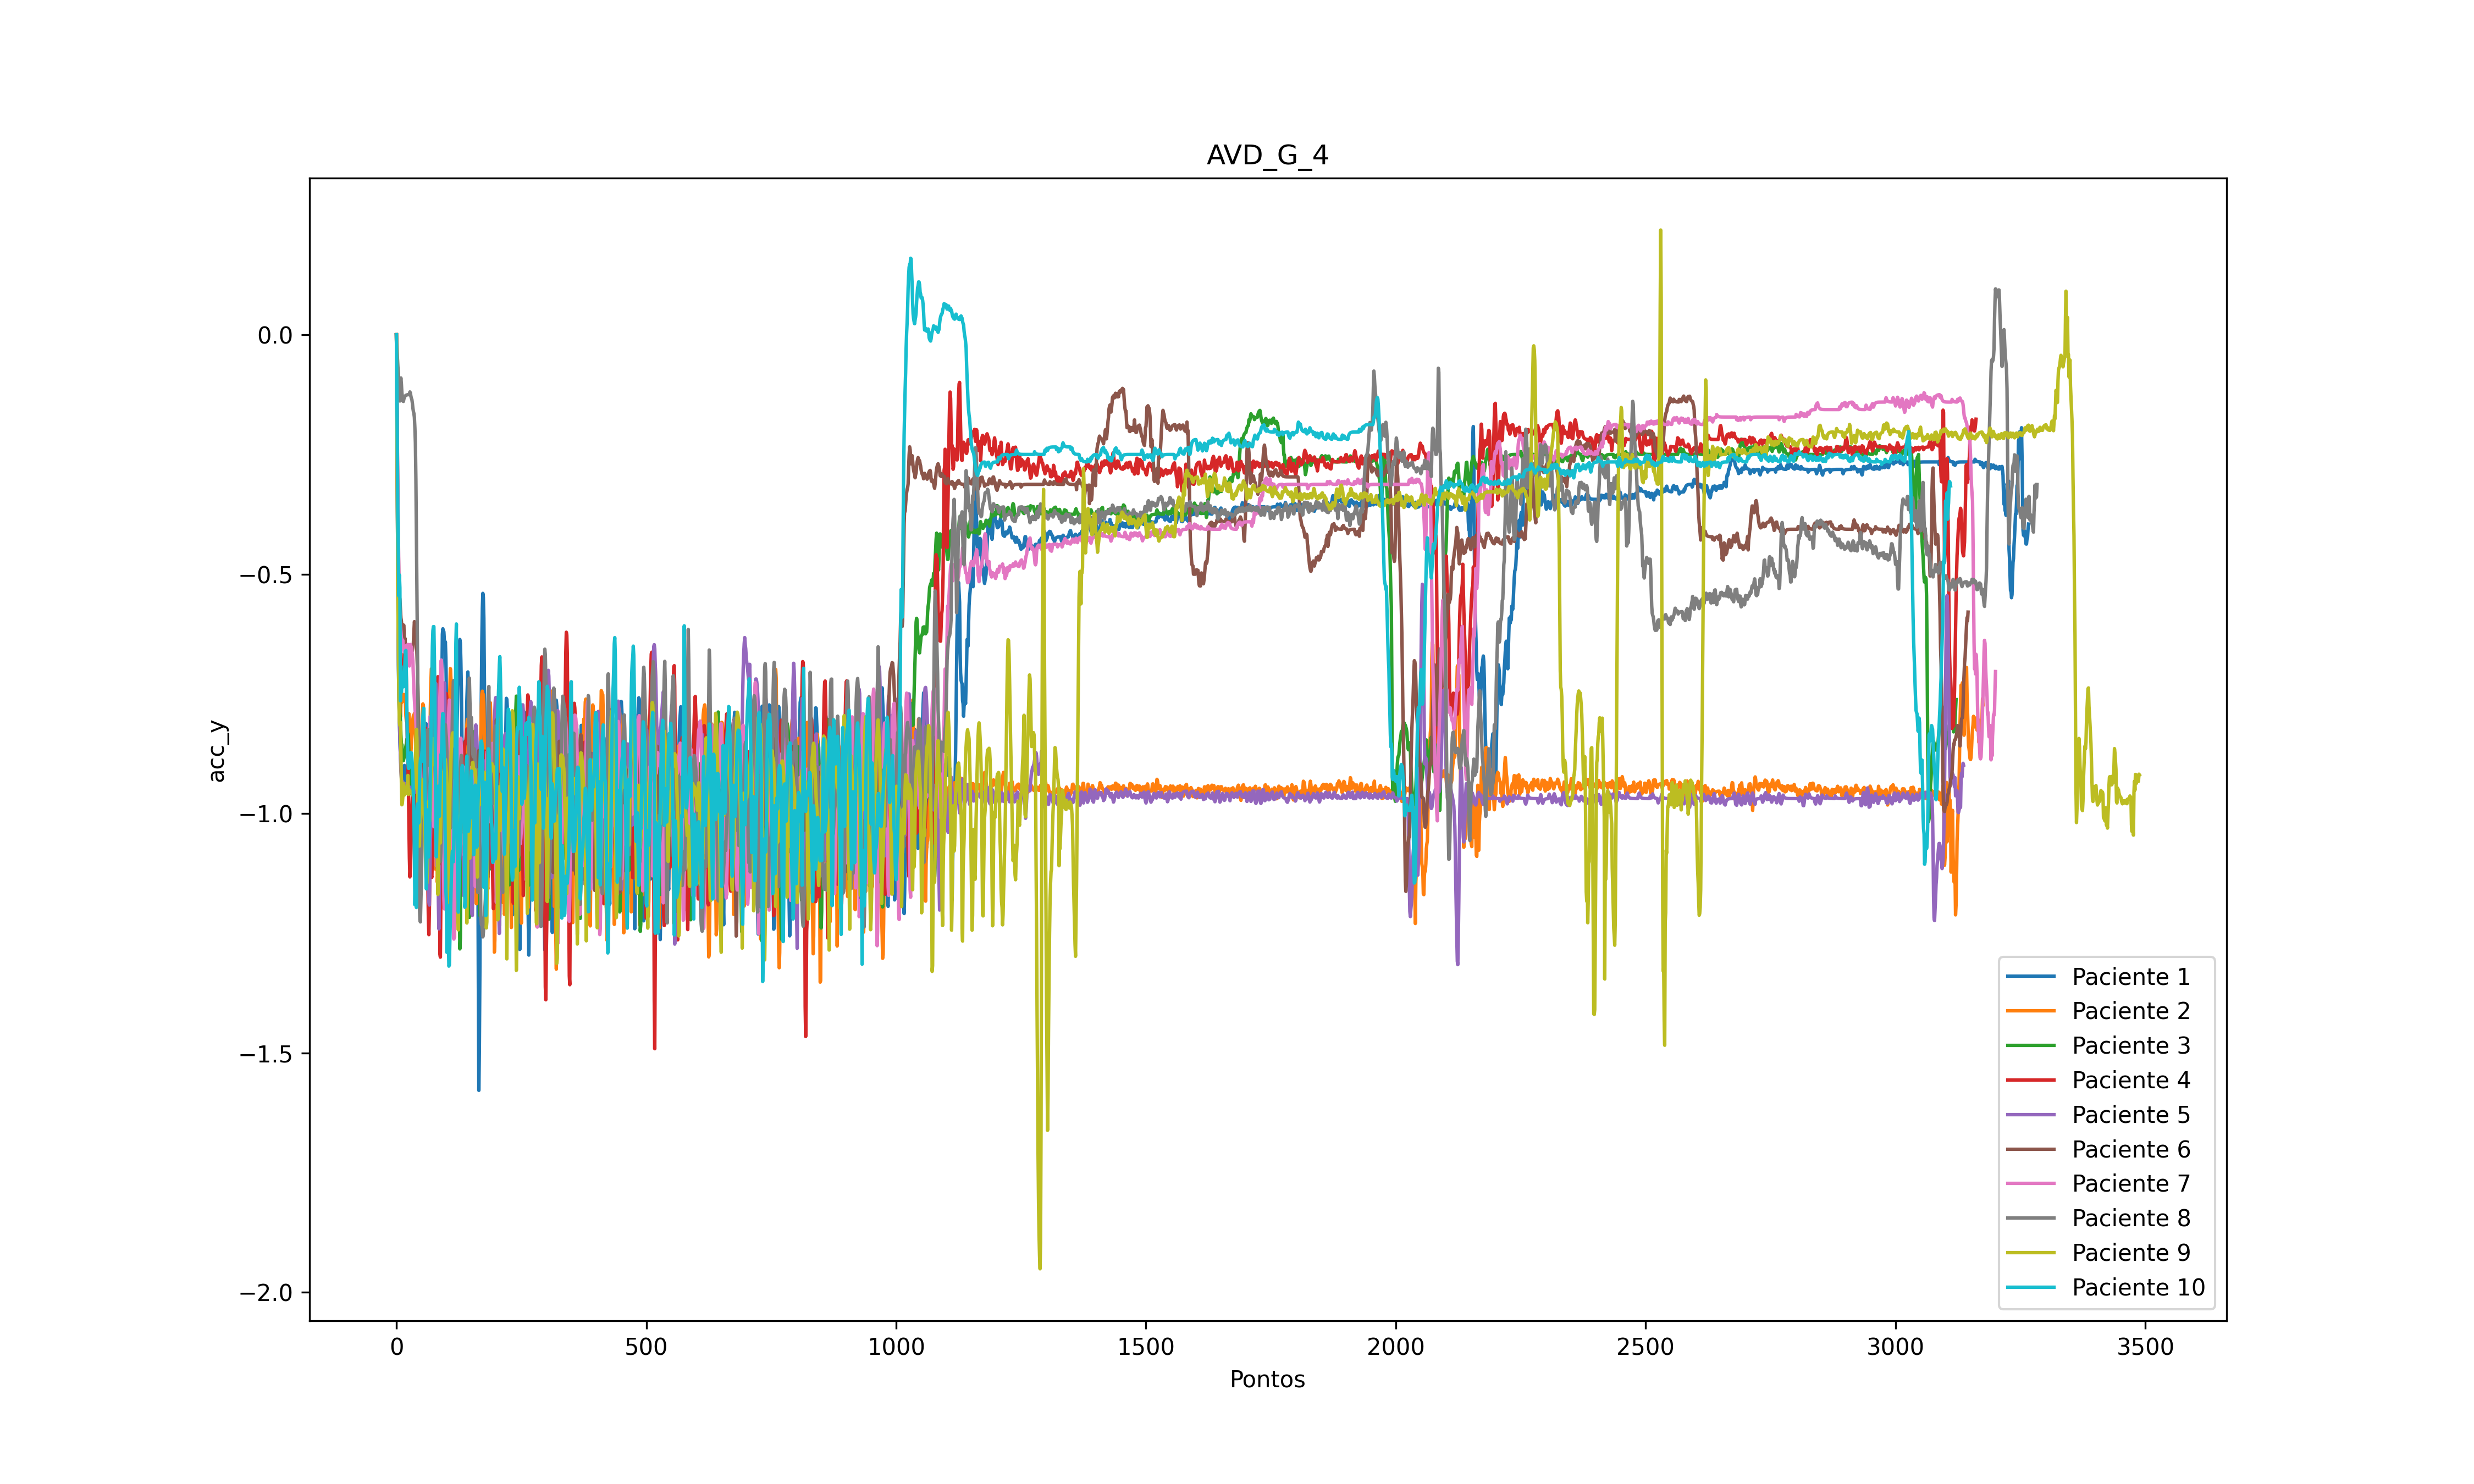 AVD_G_4
0.0
−0.5
−1.0
−1.5
−2.0
acc_y
0 500 1000 1500 2000 2500 3000 3500
Pontos
Paciente 1
Paciente 2
Paciente 3
Paciente 4
Paciente 5
Paciente 6
Paciente 7
Paciente 8
Paciente 9
Paciente 10